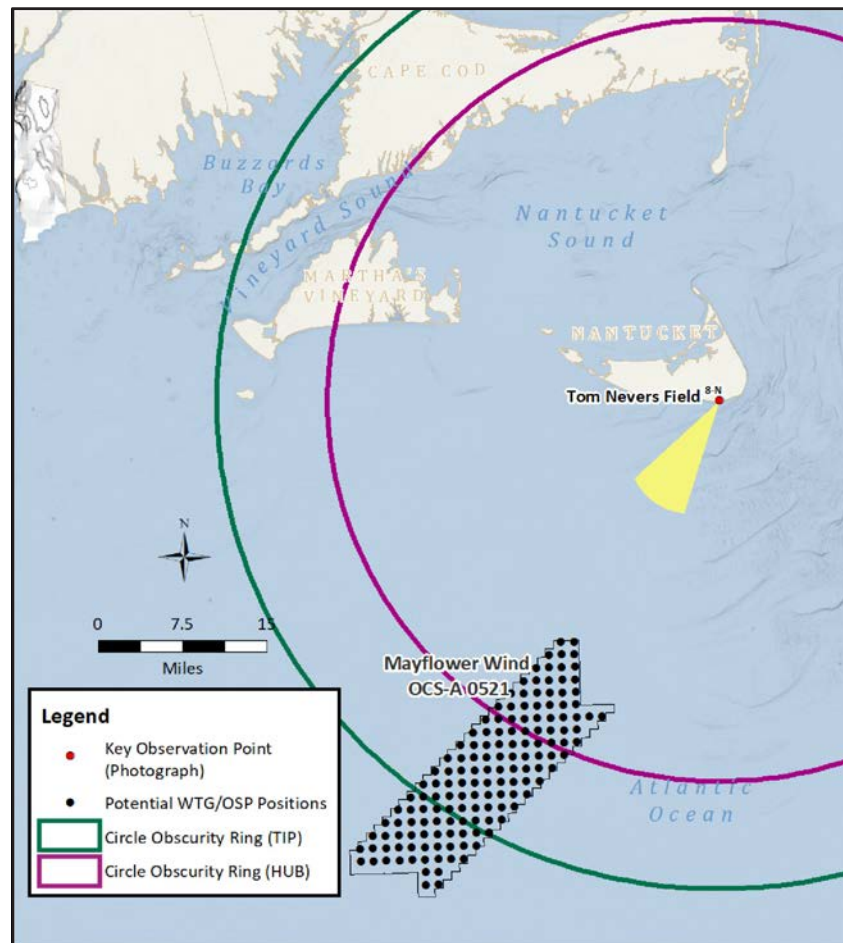 CAPE COD
Buzzards
Bay
Vineyard Sound
Nantucket
Sound
MARTHA'S
VINEYARD
NANTUCKET
Tom Nevers Field 8-N
N
0 7.5 15
Miles
Mayflower Wind
OCS-A 0521
Atlantic
Ocean
Legend
Key Observation Point
(Photograph)
Potential WTG/OSP Positions
Circle Obscurity Ring (TIP)
Circle Obscurity Ring (HUB)